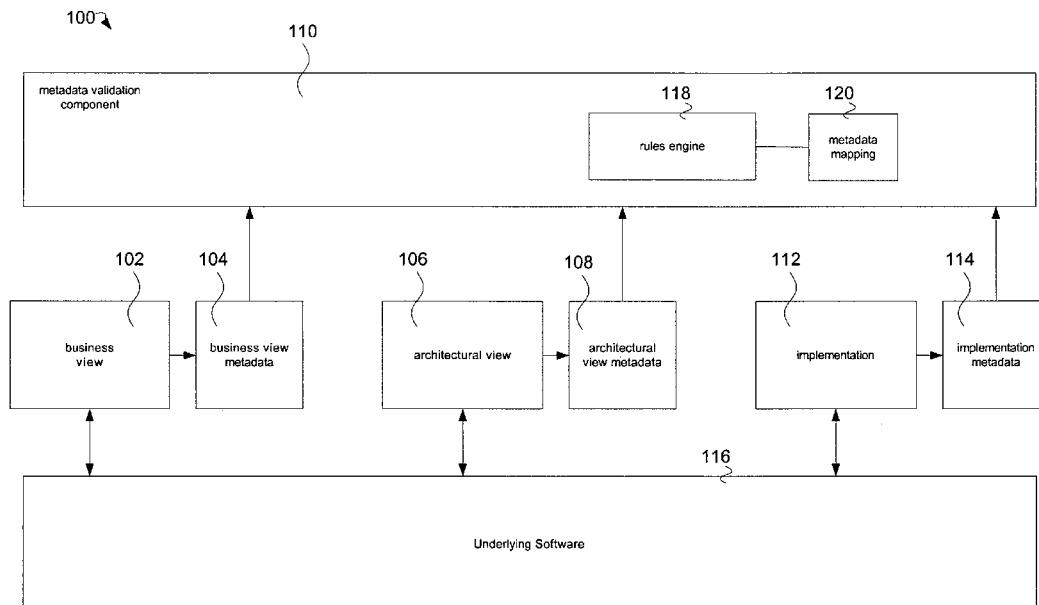 100
110
metadata validation
component
118
120
rules engine
metadata
mapping
102
104
106
108
112
114
business
view
business view
metadata
architectural view
architectural
view metadata
implementation
implementation
metadata
116
Underlying Software